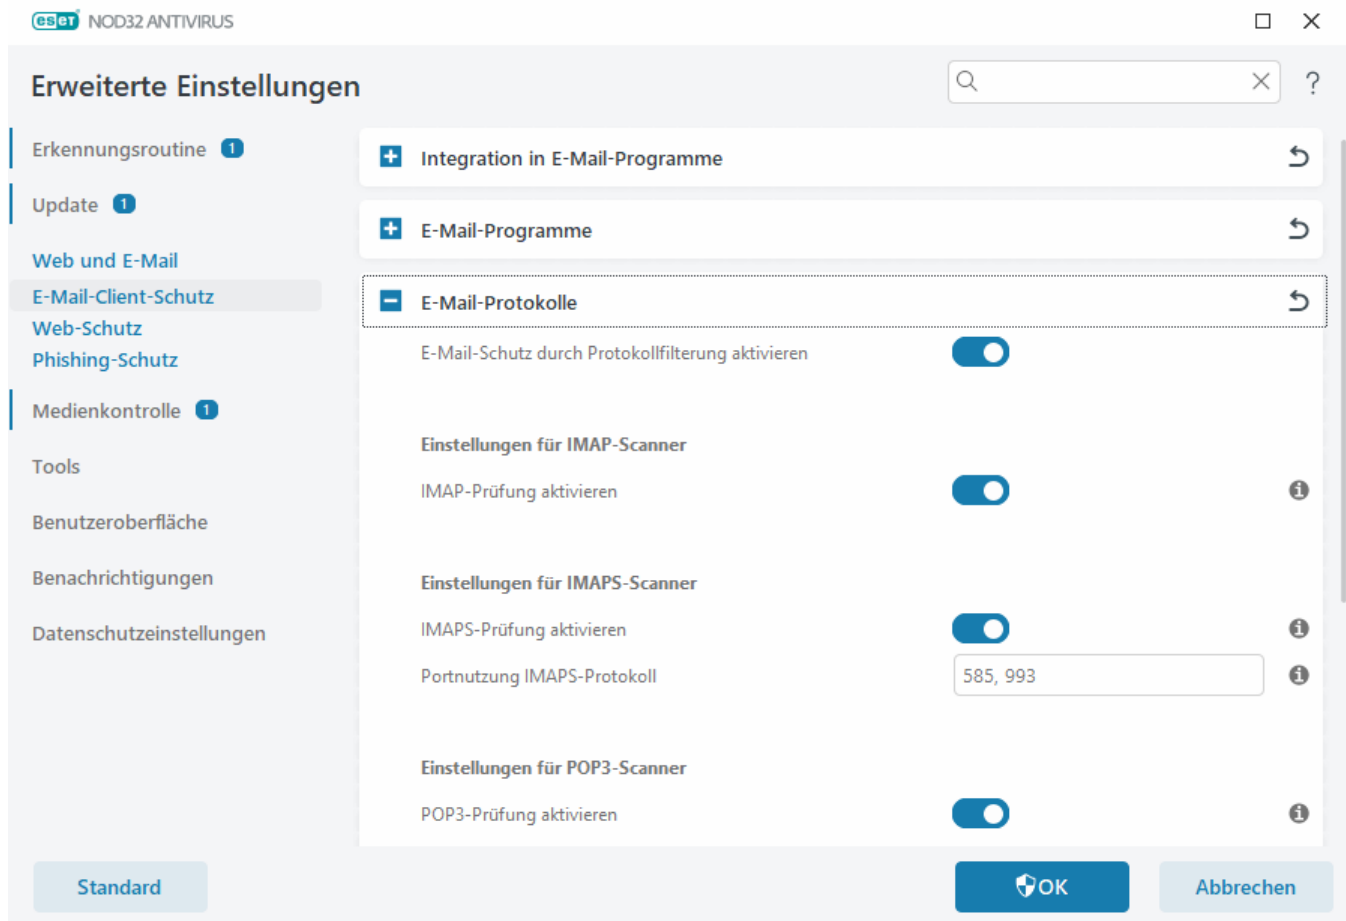 eset NOD32 ANTIVIRUS
Erweiterte Einstellungen
?
Erkennungsroutine 1
Update 1
Web und E-Mail
E-Mail-Client-Schutz
Web-Schutz
Phishing-Schutz
Medienkontrolle 1
Tools
Benutzeroberfläche
Benachrichtigungen
Datenschutzeinstellungen
Integration in E-Mail-Programme
E-Mail-Programme
E-Mail-Protokolle
E-Mail-Schutz durch Protokollfilterung aktivieren
Einstellungen für IMAP-Scanner
IMAP-Prüfung aktivieren
Einstellungen für IMAPS-Scanner
IMAPS-Prüfung aktivieren
Portnutzung IMAPS-Protokoll 585, 993
Einstellungen für POP3-Scanner
POP3-Prüfung aktivieren
Standard
OK
Abbrechen